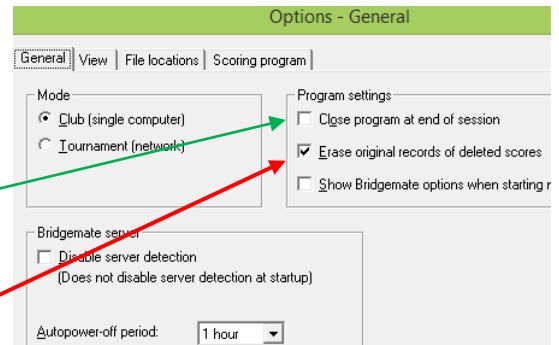 Options - General
General View File locations Scoring program
Mode
Club (single computer)
Tournament (network)
Program settings
Close program at end of session
Erase original records of deleted scores
Show Bridgemate options when starting
Bridgemate server
Disable server detection
(Does not disable server detection at startup)
Autopower-off period: 1 hour